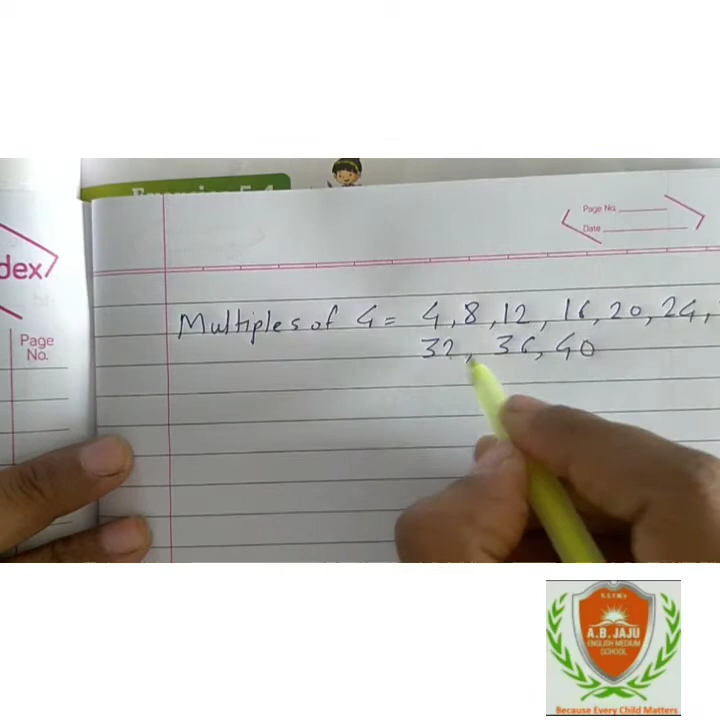 Page No.
Date
dex
Multiples of 4 = 4, 8, 12, 16, 20, 24,
Page
No.
32, 36, 40
A.B. JAJU
ENGLISH MEDIUM
SCHOOL
Because Every Child Matters